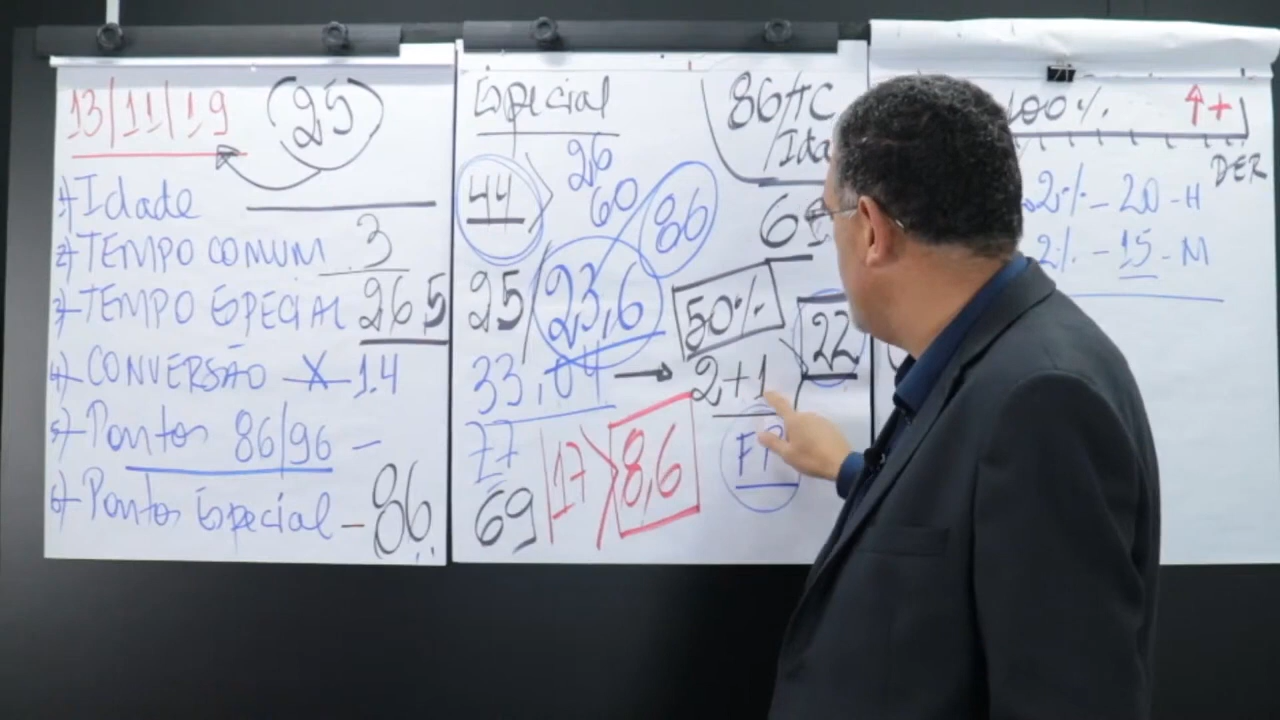 13/11/19 25
1) Idade
2) TEMPO COMUM 3
3) TEMPO ESPECIAL 265
4) CONVERSÃO X 1.4
5) Pontos 86/96 -
6) Pontos Especial - 86
Especial
44 26
60 86
25 23,6
33,04 → 2+1
77
69 17 8,6
86 TC
/Ida
50% 22
FP
100% ↑+
DER
2% - 20 - H
2% - 15 - M